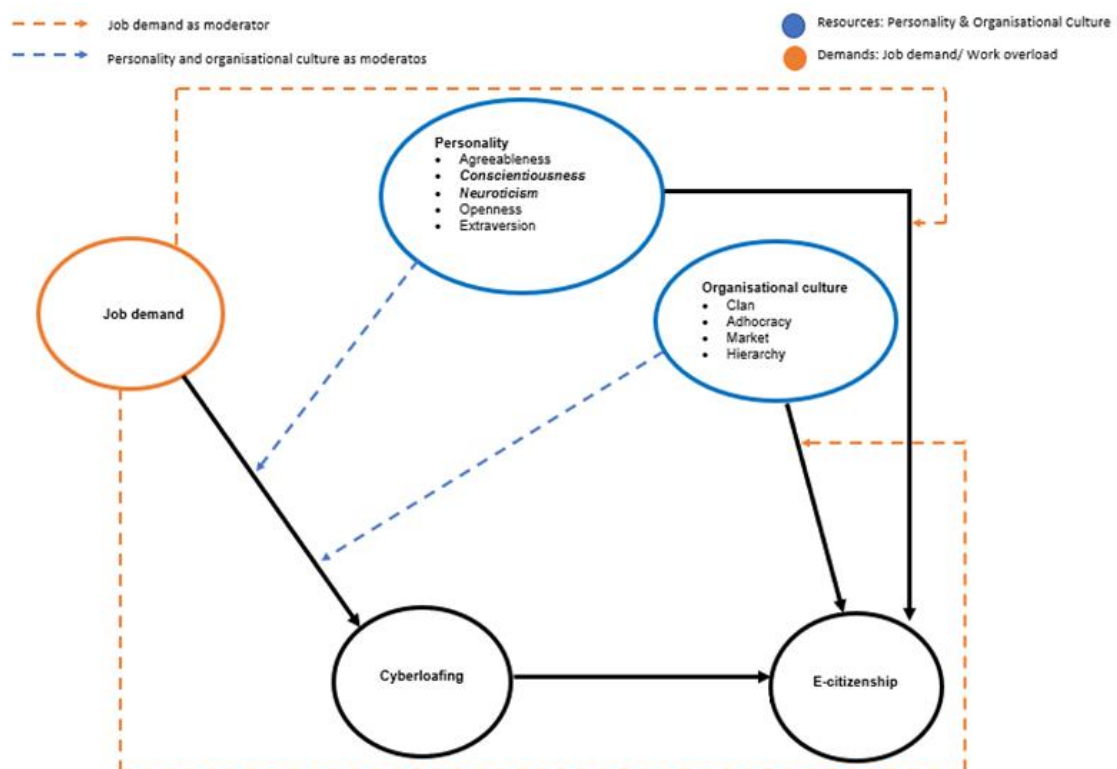 Job demand as moderator
Personality and organisational culture as moderatos
Resources: Personality & Organisational Culture
Demands: Job demand/ Work overload
Personality
• Agreeableness
• Conscientiousness
• Neuroticism
• Openness
• Extraversion
Organisational culture
• Clan
• Adhocracy
• Market
• Hierarchy
Job demand
Cyberloafing
E-citizenship